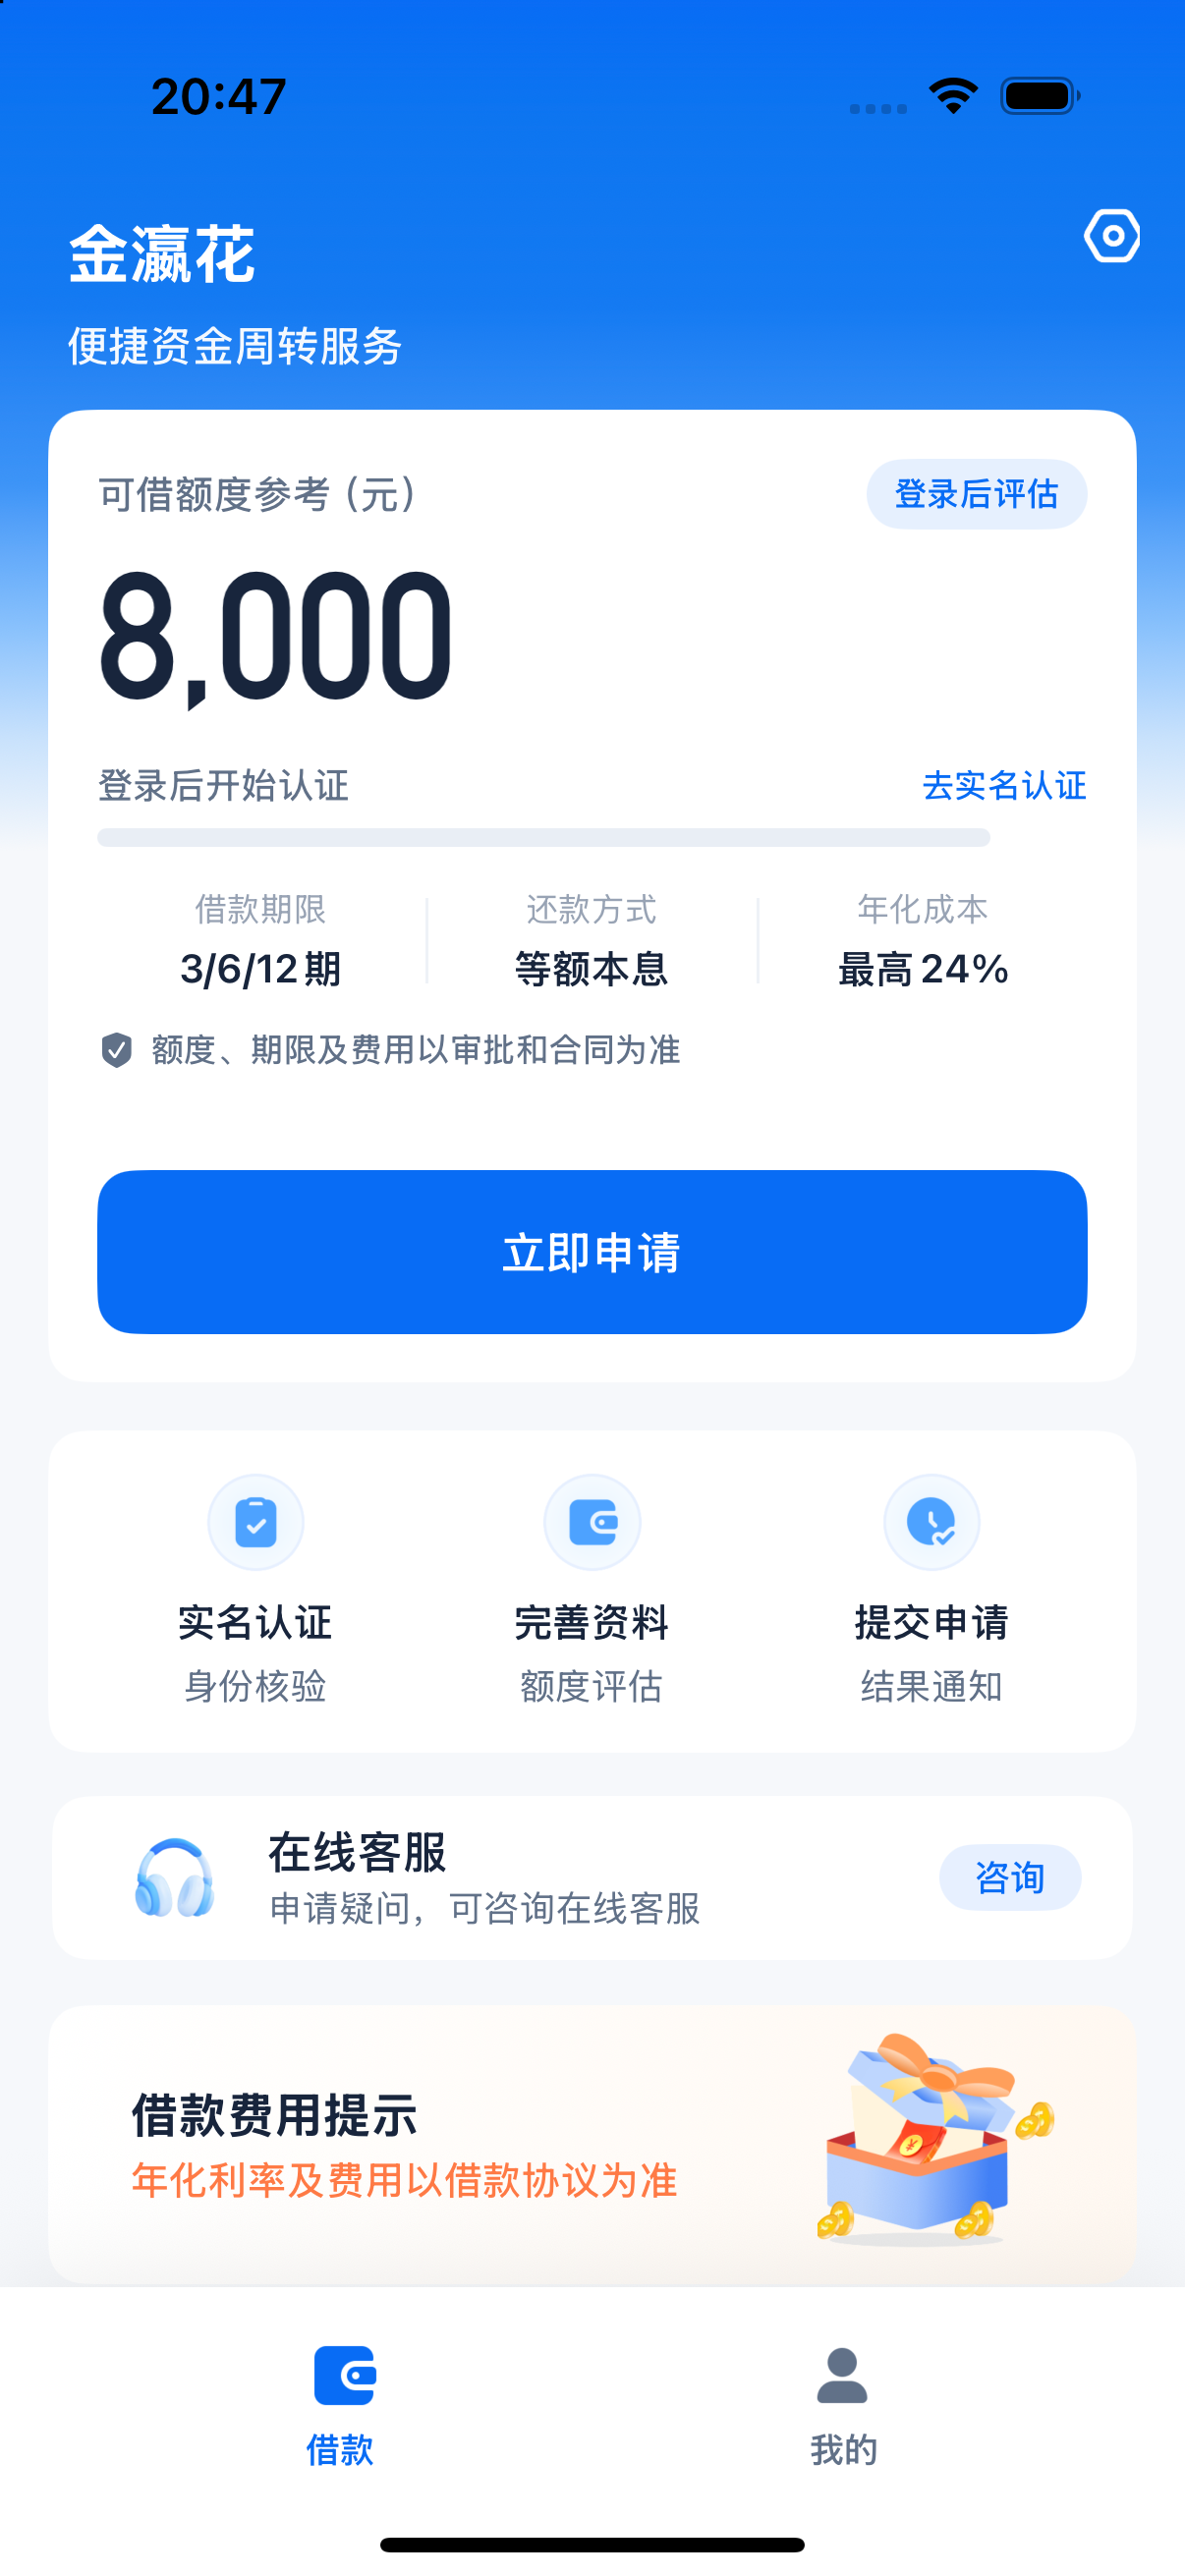 20:47
金瀛花
便捷资金周转服务
可借额度参考 (元)
登录后评估
8,000
登录后开始认证
去实名认证
借款期限
还款方式
年化成本
3/6/12 期
等额本息
最高 24%
额度、期限及费用以审批和合同为准
立即申请
实名认证
完善资料
提交申请
身份核验
额度评估
结果通知
在线客服
申请疑问，可咨询在线客服
咨询
借款费用提示
年化利率及费用以借款协议为准
¥
借款
我的